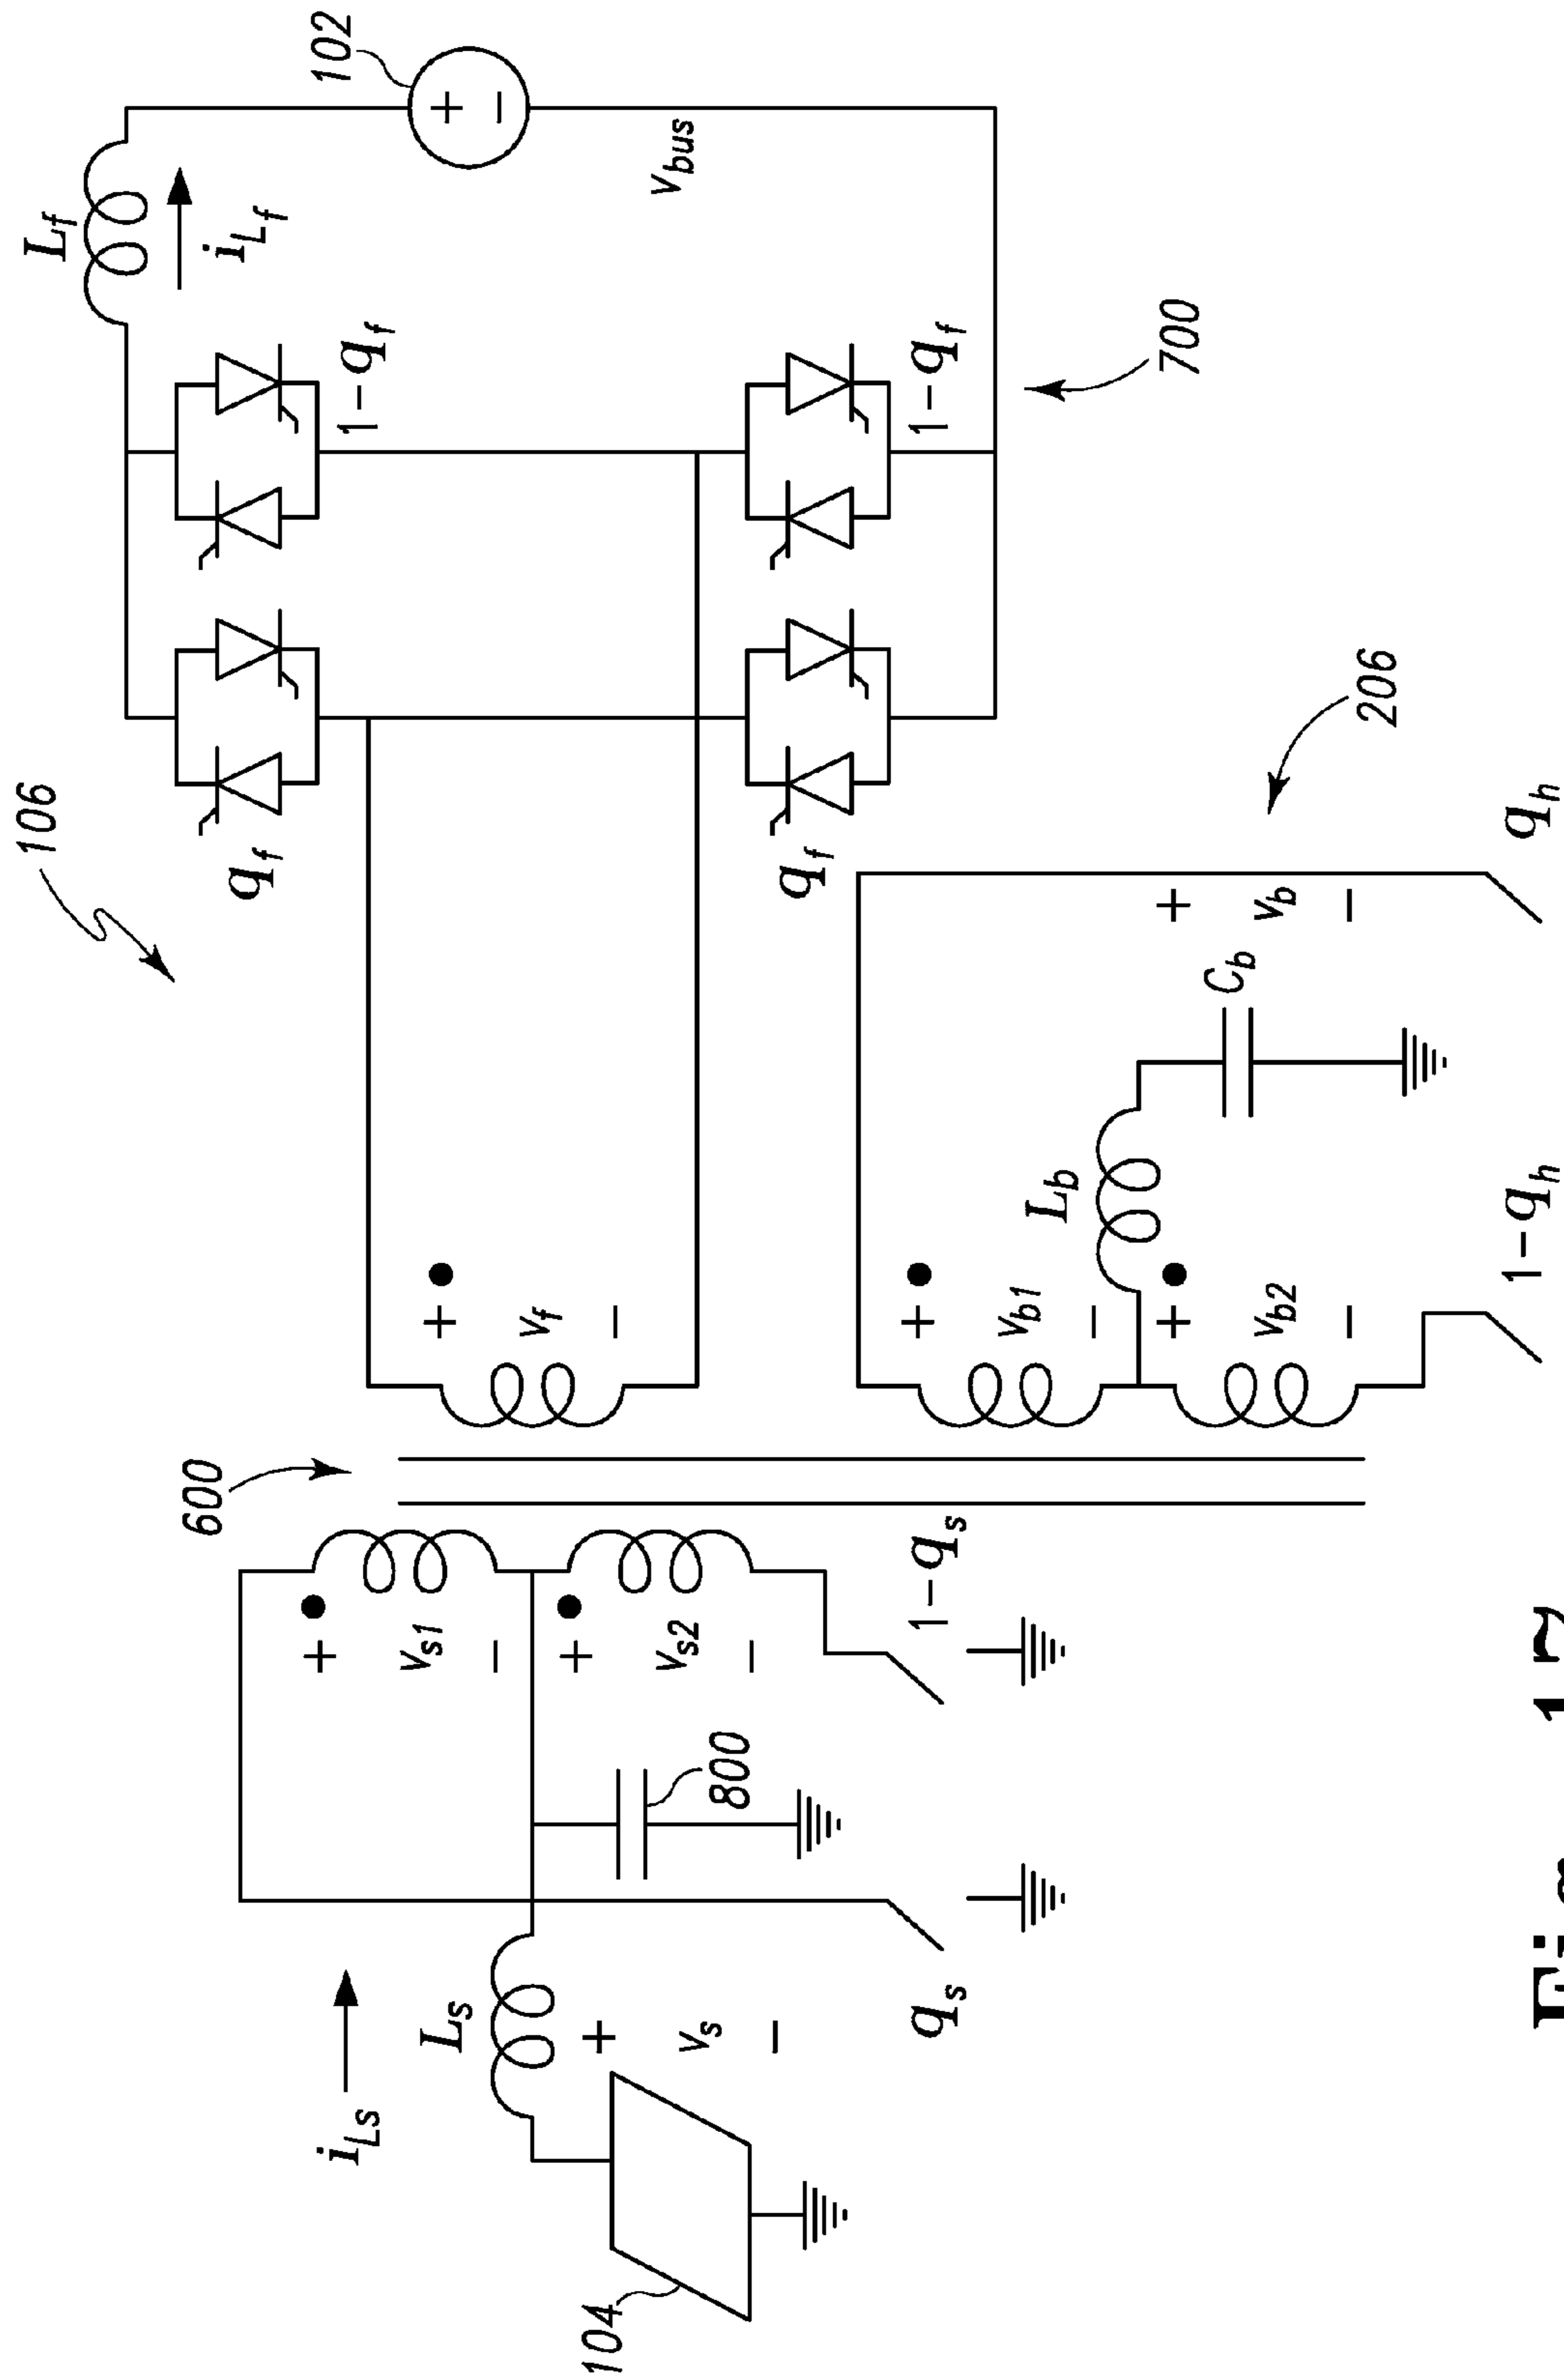 106
L_f
i_Lf
102
v_bus
q_f
1−q_f
q_f
1−q_f
700
600
+
v_f
−
i_Ls
L_s
104
+
v_s
−
+
v_s1
−
+
v_s2
−
800
q_s
1−q_s
+
v_b1
−
+
v_b2
−
L_b
C_b
+
v_b
−
206
1−q_h
q_h
+
−